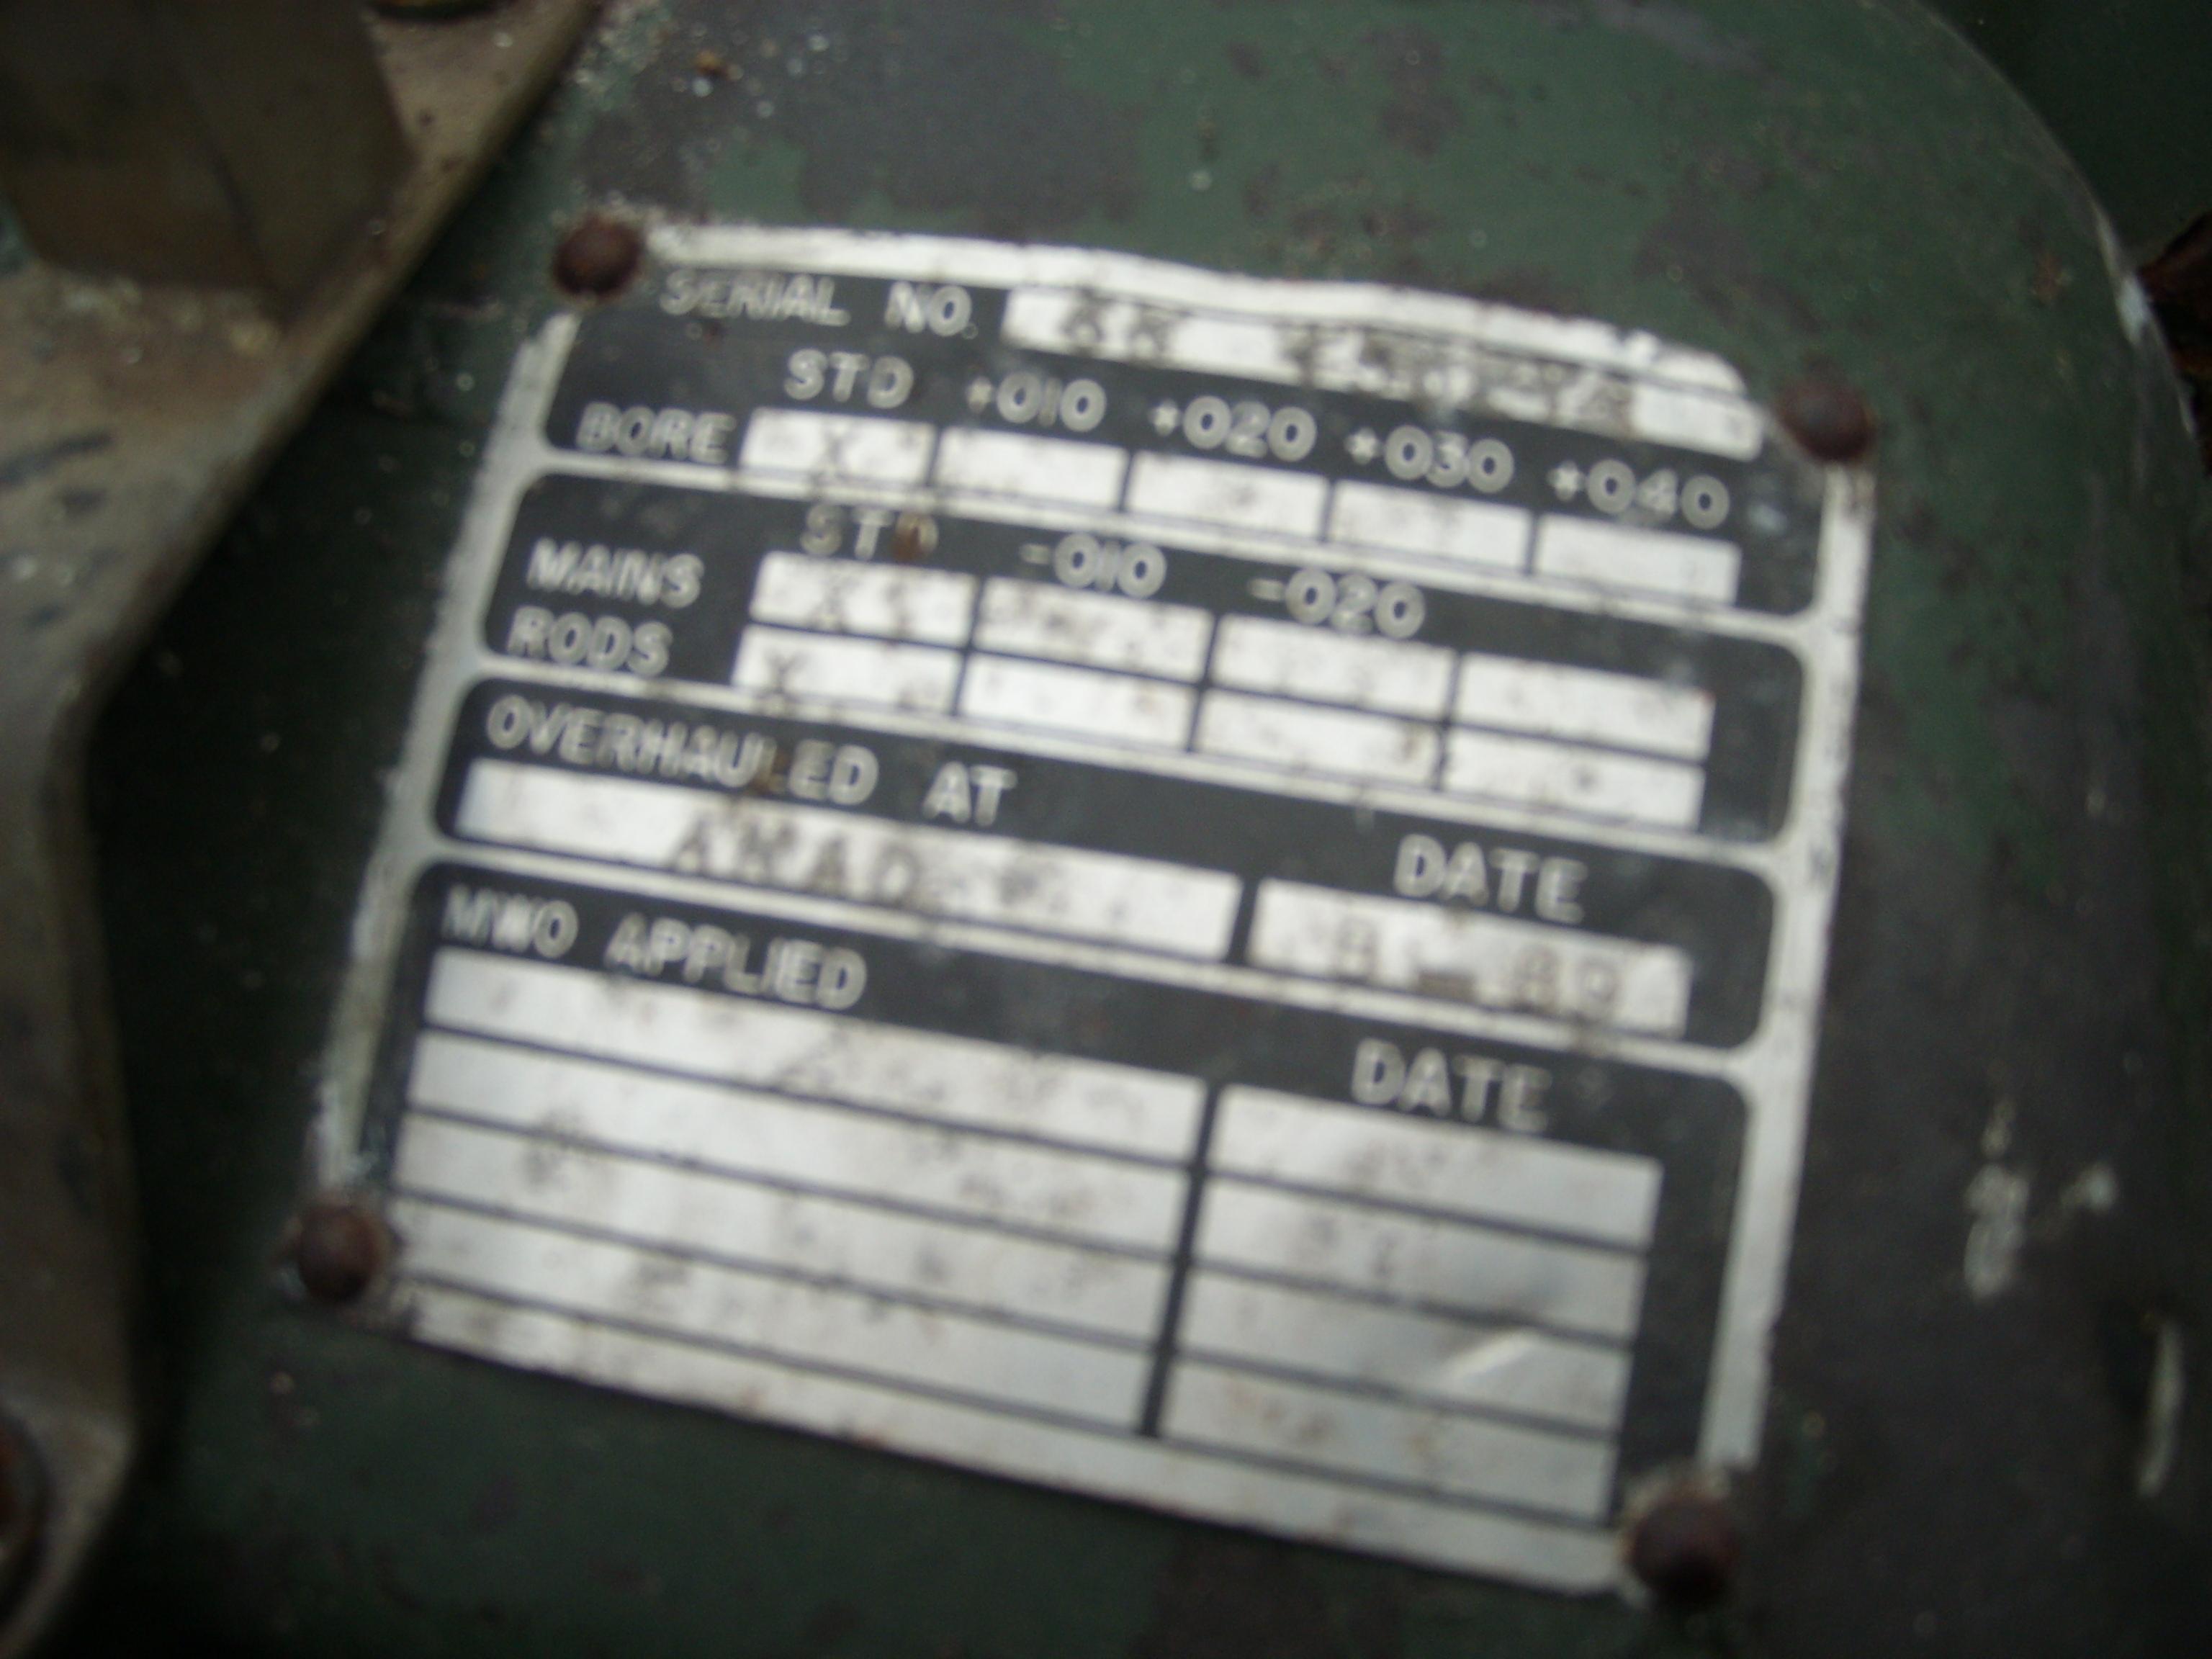 SERIAL NO.
STD +010 +020 +030 +040
BORE X
STD -010 -020
MAINS X
RODS X
OVERHAULED AT
DATE
AMAD
MWO APPLIED
DATE